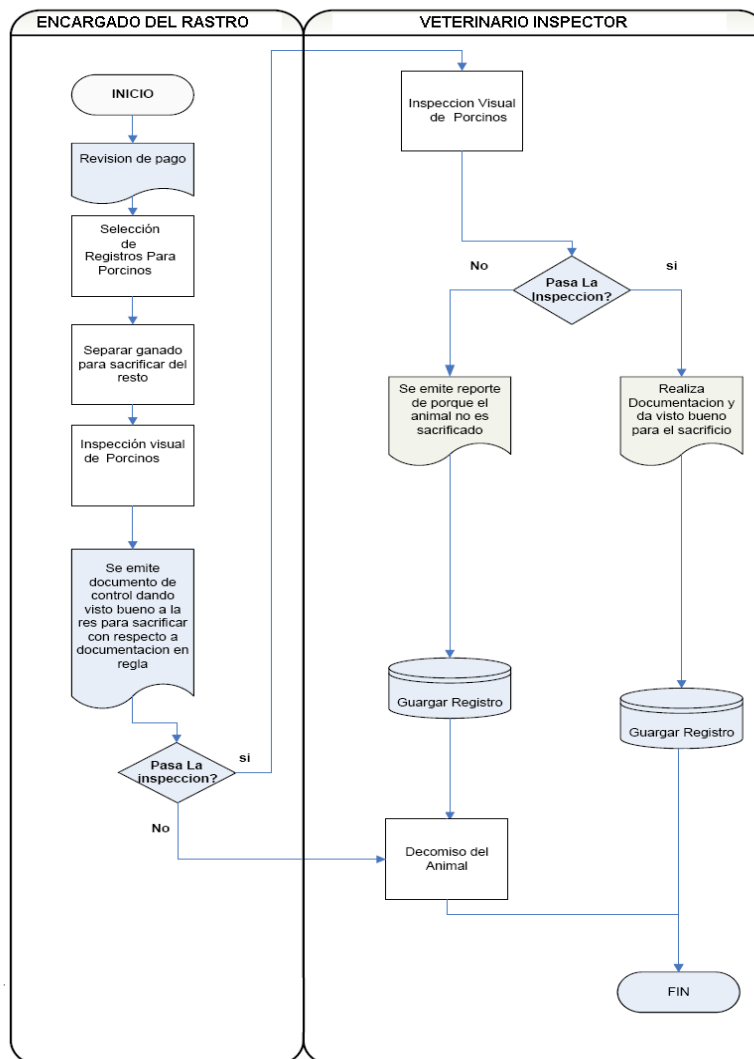 ENCARGADO DEL RASTRO
INICIO
Revision de pago
Selección
de
Registros Para
Porcinos
Separar ganado
para sacrificar del
resto
Inspección visual
de Porcinos
Se emite
documento de
control dando
visto bueno a la
res para sacrificar
con respecto a
documentacion en
regla
Pasa La
inspeccion?
si
No
VETERINARIO INSPECTOR
Inspeccion Visual
de Porcinos
Pasa La
Inspeccion?
No
si
Se emite reporte
de porque el
animal no es
sacrificado
Realiza
Documentacion y
da visto bueno
para el sacrificio
Guargar Registro
Guargar Registro
Decomiso del
Animal
FIN